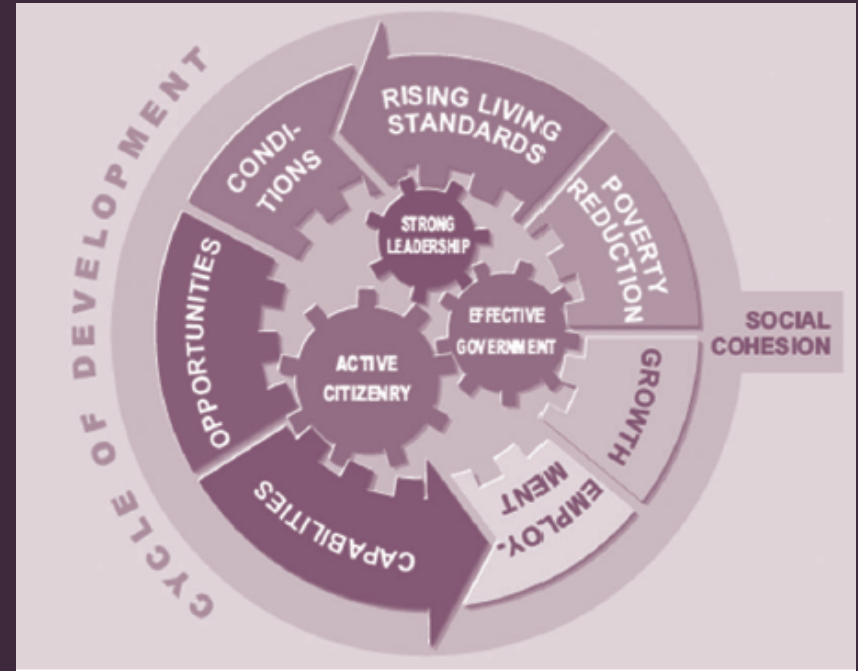 CYCLE OF DEVELOPMENT
RISING LIVING
STANDARDS
POVERTY
REDUCTION
SOCIAL
COHESION
GROWTH
EMPLOY-
MENT
CAPABILITIES
OPPORTUNITIES
CONDI-
TIONS
STRONG
LEADERSHIP
EFFECTIVE
GOVERNMENT
ACTIVE
CITIZENRY